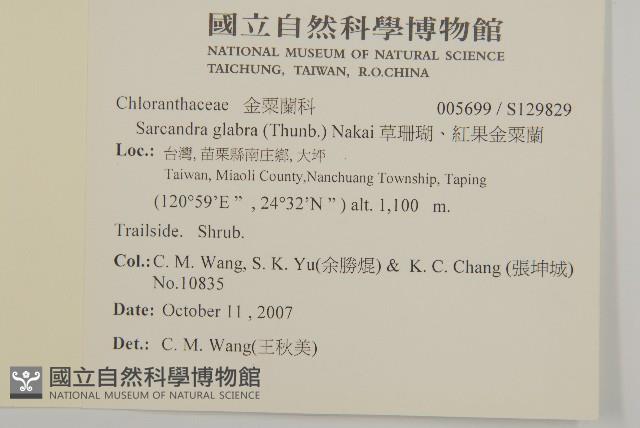 國立自然科學博物館
NATIONAL MUSEUM OF NATURAL SCIENCE
TAICHUNG, TAIWAN, R.O.CHINA
Chloranthaceae 金粟蘭科 005699 / S129829
Sarcandra glabra (Thunb.) Nakai 草珊瑚、紅果金粟蘭
Loc.: 台灣, 苗栗縣南庄鄉, 大坪
Taiwan, Miaoli County,Nanchuang Township, Taping
(120°59’E ” , 24°32’N ” ) alt. 1,100 m.
Trailside. Shrub.
Col.: C. M. Wang, S. K. Yu(余勝焜) & K. C. Chang (張坤城)
No.10835
Date: October 11 , 2007
Det.: C. M. Wang(王秋美)
國立自然科學博物館
NATIONAL MUSEUM OF NATURAL SCIENCE